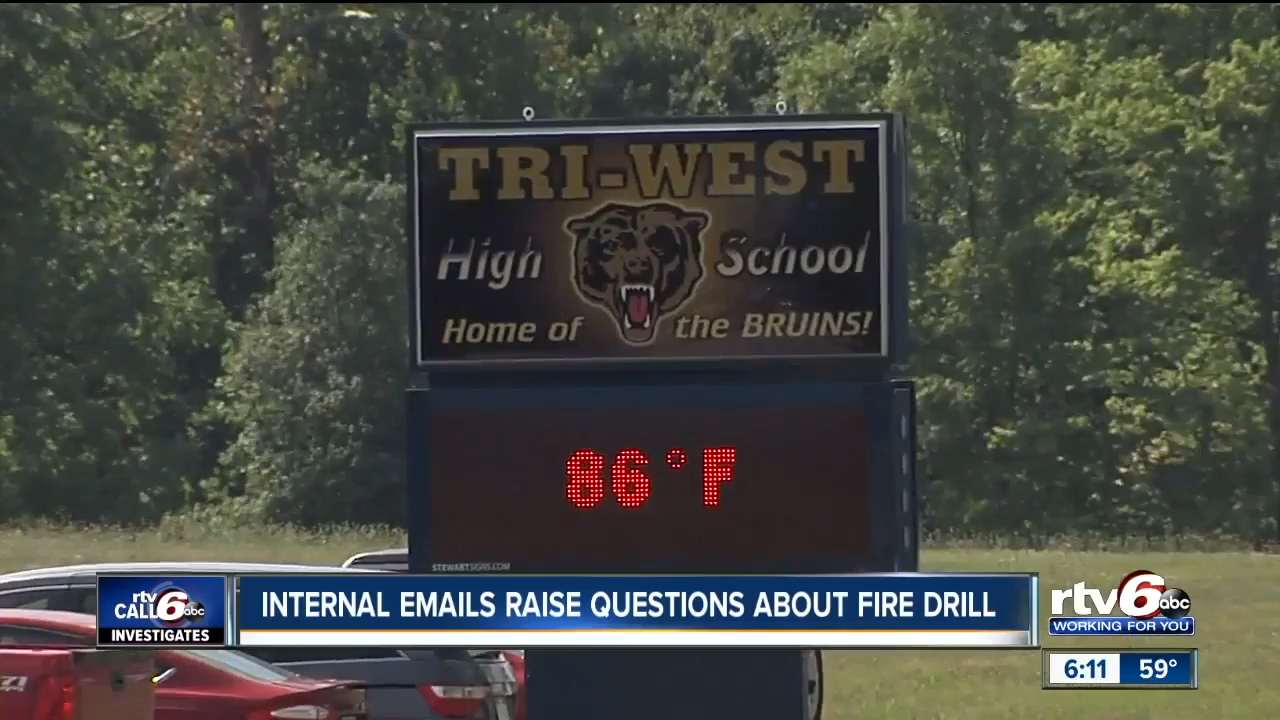 TRI-WEST
High School
Home of the BRUINS!
86°F
STEWARTSIGNS.COM
rtv
CALL 6 abc
INVESTIGATES
INTERNAL EMAILS RAISE QUESTIONS ABOUT FIRE DRILL
rtv6 abc
WORKING FOR YOU
6:11 59°